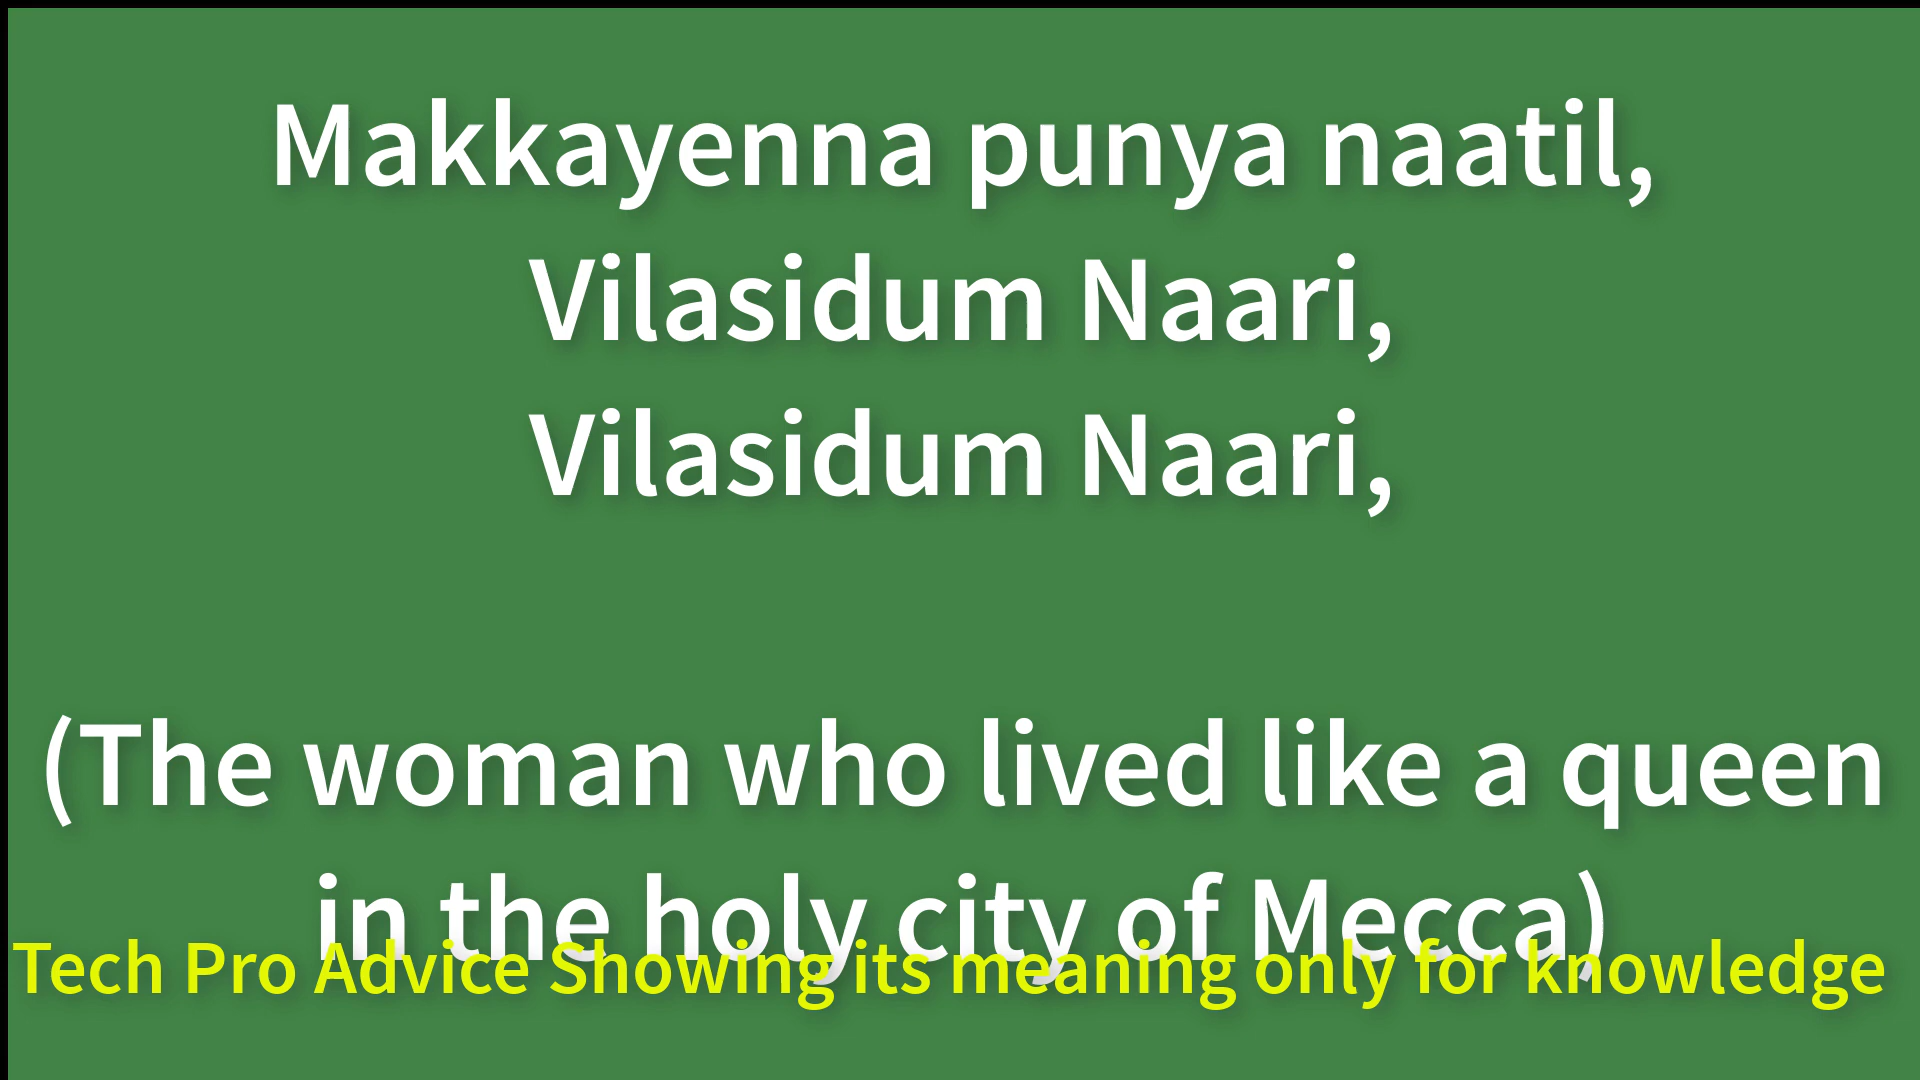 Makkayenna punya naatil,
Vilasidum Naari,
Vilasidum Naari,
(The woman who lived like a queen
in the holy city of Mecca)
Tech Pro Advice Showing its meaning only for knowledge